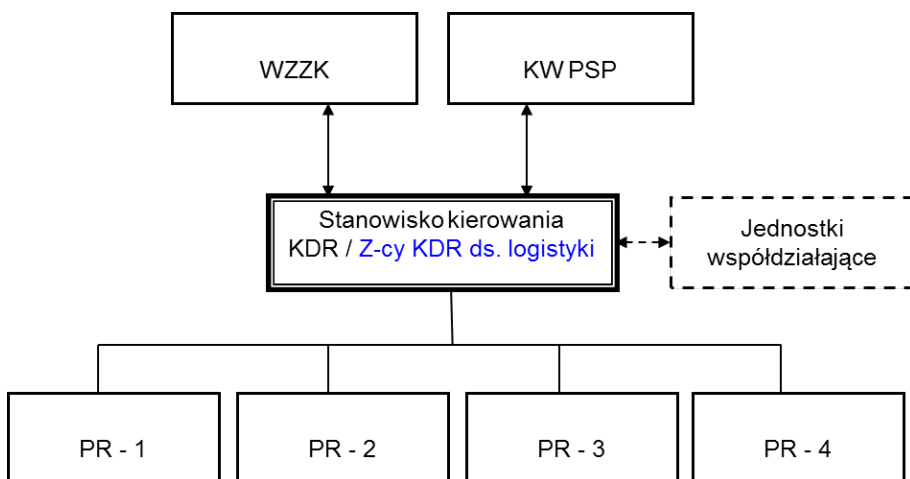 WZZK
KW PSP
Stanowisko kierowania
KDR / Z-cy KDR ds. logistyki
Jednostki
współdziałające
PR - 1
PR - 2
PR - 3
PR - 4